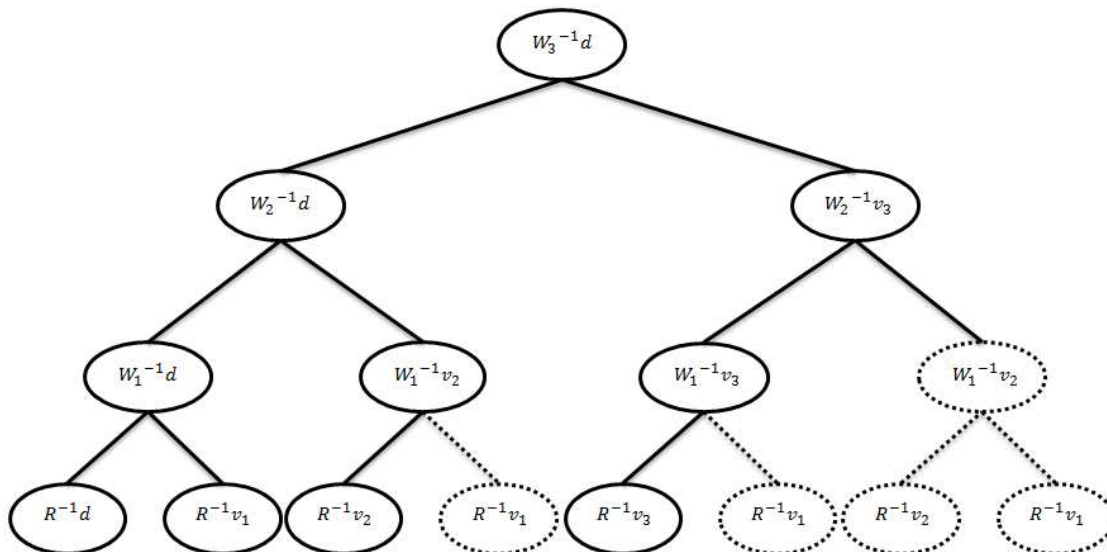 W₃⁻¹d
W₂⁻¹d W₂⁻¹v₃
W₁⁻¹d W₁⁻¹v₂ W₁⁻¹v₃ W₁⁻¹v₂
R⁻¹d R⁻¹v₁ R⁻¹v₂ R⁻¹v₁ R⁻¹v₃ R⁻¹v₁ R⁻¹v₂ R⁻¹v₁